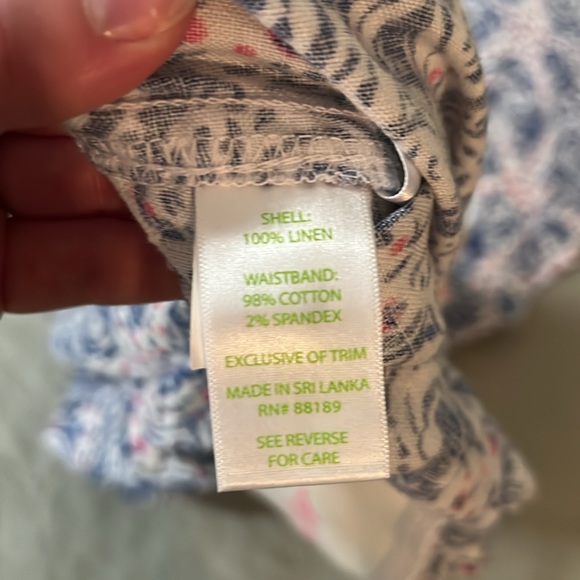 SHELL:
100% LINEN
WAISTBAND:
98% COTTON
2% SPANDEX
EXCLUSIVE OF TRIM
MADE IN SRI LANKA
RN# 88189
SEE REVERSE
FOR CARE